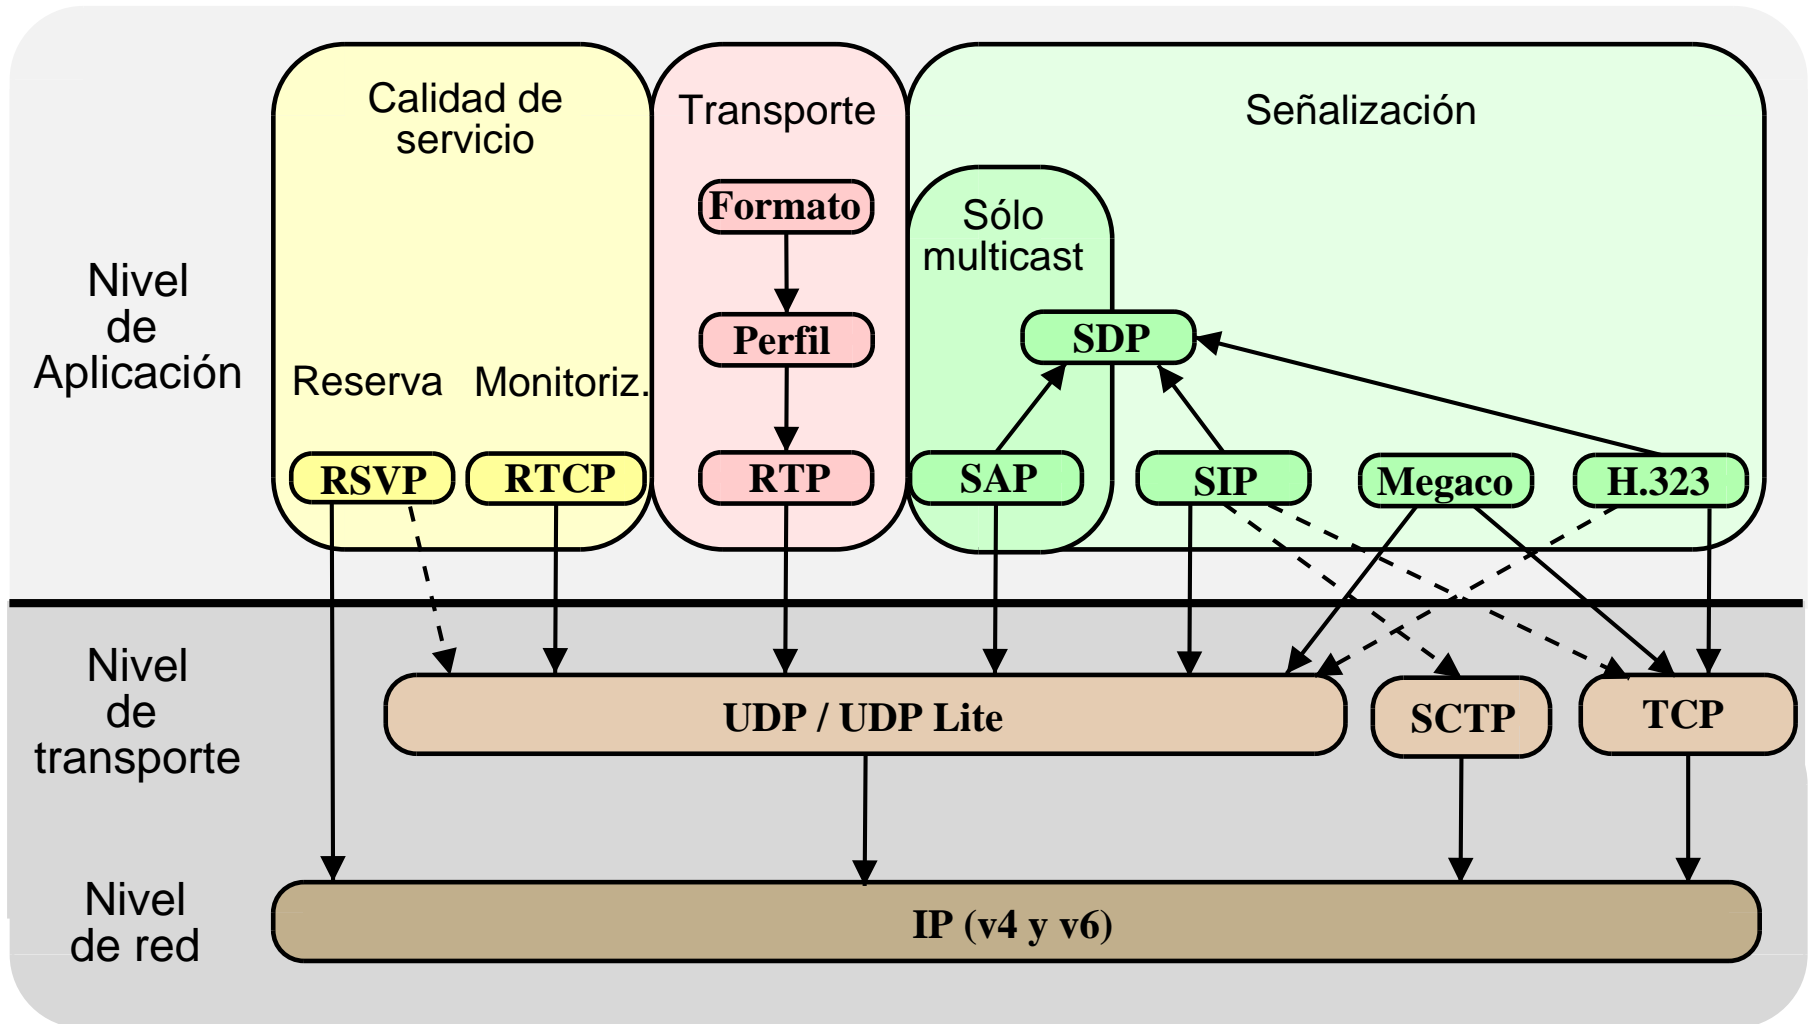 Calidad de
servicio
Transporte
Señalización
Formato
Sólo
multicast
Nivel
de
Aplicación
Perfil
SDP
Reserva
Monitoriz.
RSVP
RTCP
RTP
SAP
SIP
Megaco
H.323
Nivel
de
transporte
UDP / UDP Lite
SCTP
TCP
Nivel
de red
IP (v4 y v6)